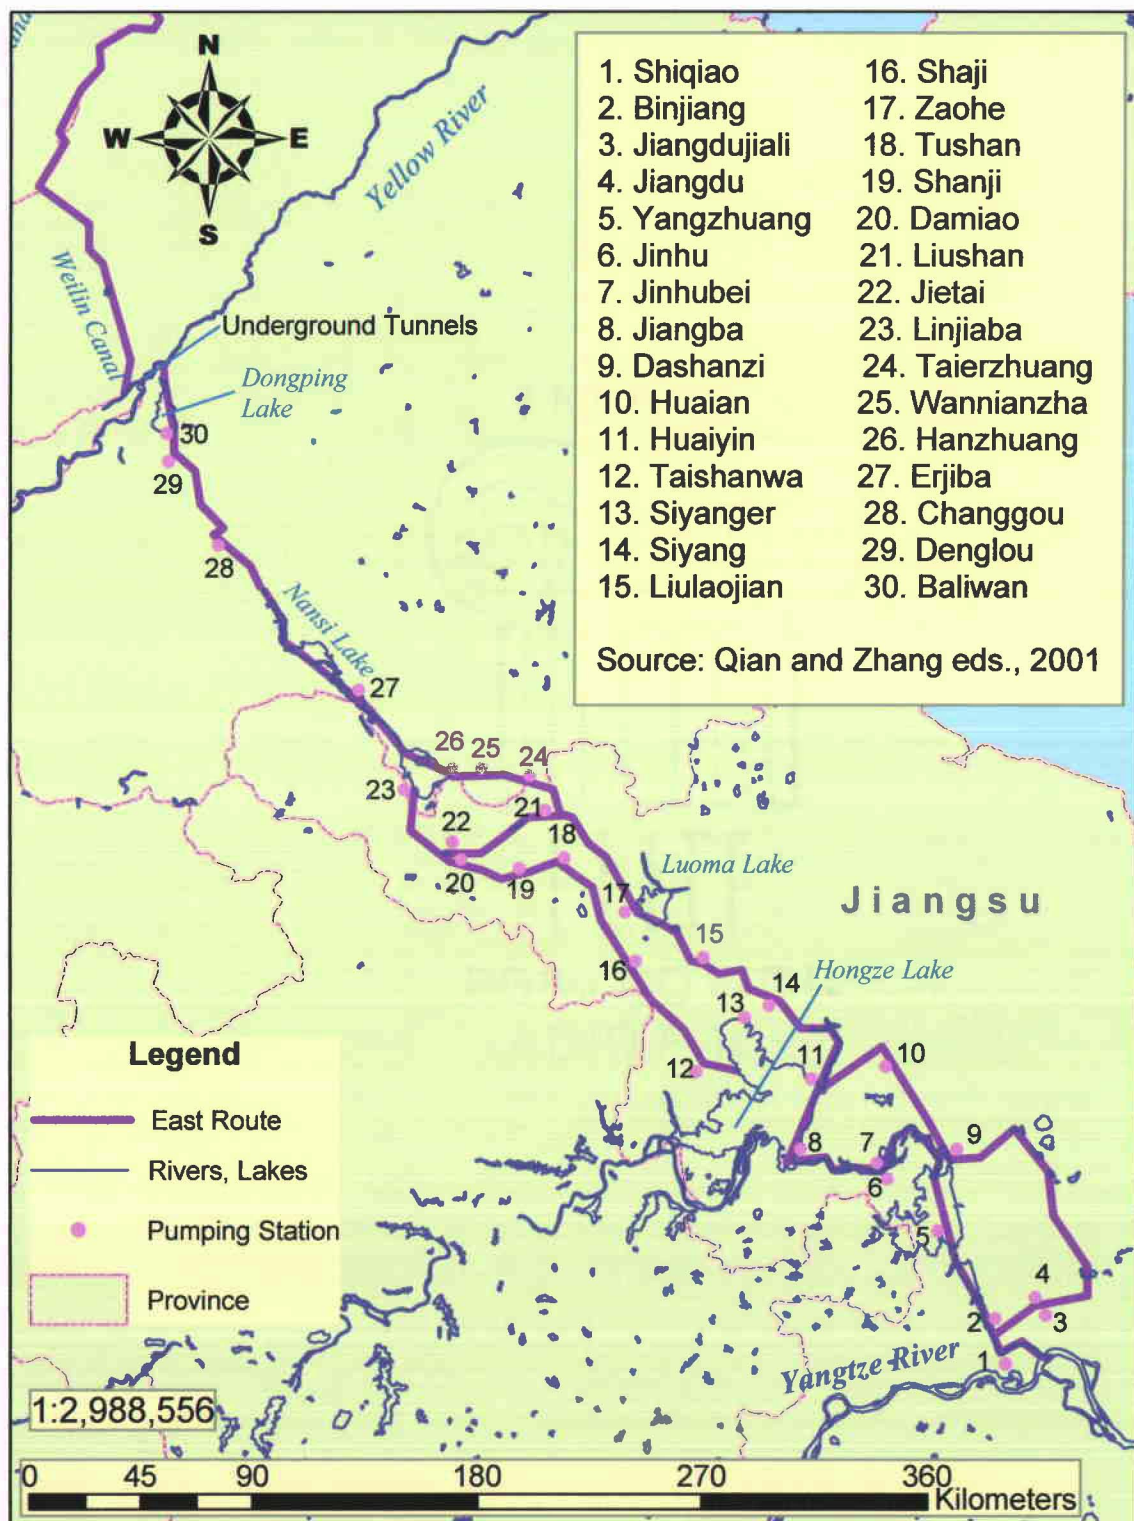 N
W E
S
Yellow River
Weilin Canal
Underground Tunnels
Dongping
Lake
1. Shiqiao
2. Binjiang
3. Jiangdujiali
4. Jiangdu
5. Yangzhuang
6. Jinhu
7. Jinhubei
8. Jiangba
9. Dashanzi
10. Huaian
11. Huaiyin
12. Taishanwa
13. Siyanger
14. Siyang
15. Liulaojian
16. Shaji
17. Zaohe
18. Tushan
19. Shanji
20. Damiao
21. Liushan
22. Jietai
23. Linjiaba
24. Taierzhuang
25. Wannianzha
26. Hanzhuang
27. Erjiba
28. Changgou
29. Denglou
30. Baliwan
Source: Qian and Zhang eds., 2001
30
29
28
Nansi Lake
27
26 25 24
23
22 21 18
20 19
17 Luoma Lake
Jiangsu
15
16
Hongze Lake
14
13
12
11 10
9
8 7
6
5
4
3
2
1
Yangtze River
Legend
East Route
Rivers, Lakes
Pumping Station
Province
1:2,988,556
0 45 90 180 270 360
Kilometers